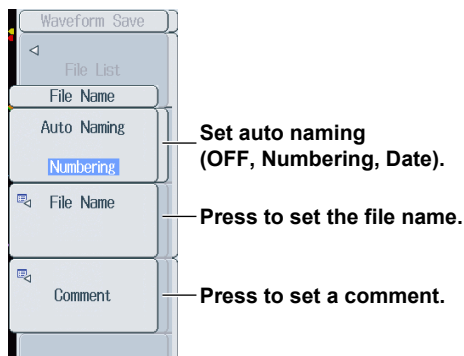 Waveform Save
File List
File Name
Auto Naming
Numbering
Set auto naming
(OFF, Numbering, Date).
File Name
Press to set the file name.
Comment
Press to set a comment.